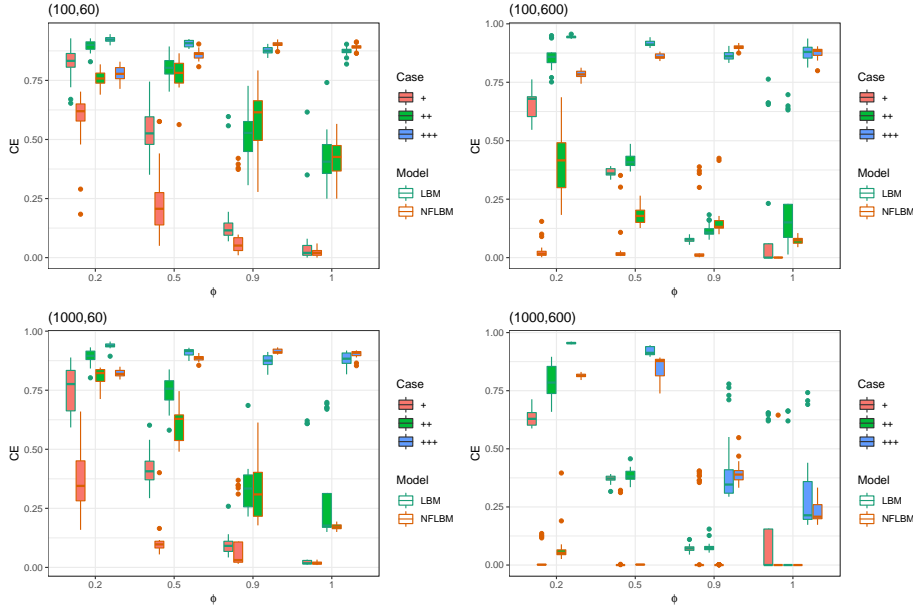 (100,60)
CE
1.00
0.75
0.50
0.25
0.00
0.2
0.5
0.9
1
ϕ
Case
+
++
+++
Model
LBM
NFLBM
(100,600)
CE
1.00
0.75
0.50
0.25
0.00
0.2
0.5
0.9
1
ϕ
Case
+
++
+++
Model
LBM
NFLBM
(1000,60)
CE
1.00
0.75
0.50
0.25
0.00
0.2
0.5
0.9
1
ϕ
Case
+
++
+++
Model
LBM
NFLBM
(1000,600)
CE
1.00
0.75
0.50
0.25
0.00
0.2
0.5
0.9
1
ϕ
Case
+
++
+++
Model
LBM
NFLBM